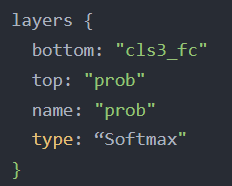 layers {
  bottom: "cls3_fc"
  top: "prob"
  name: "prob"
  type: “Softmax"
}